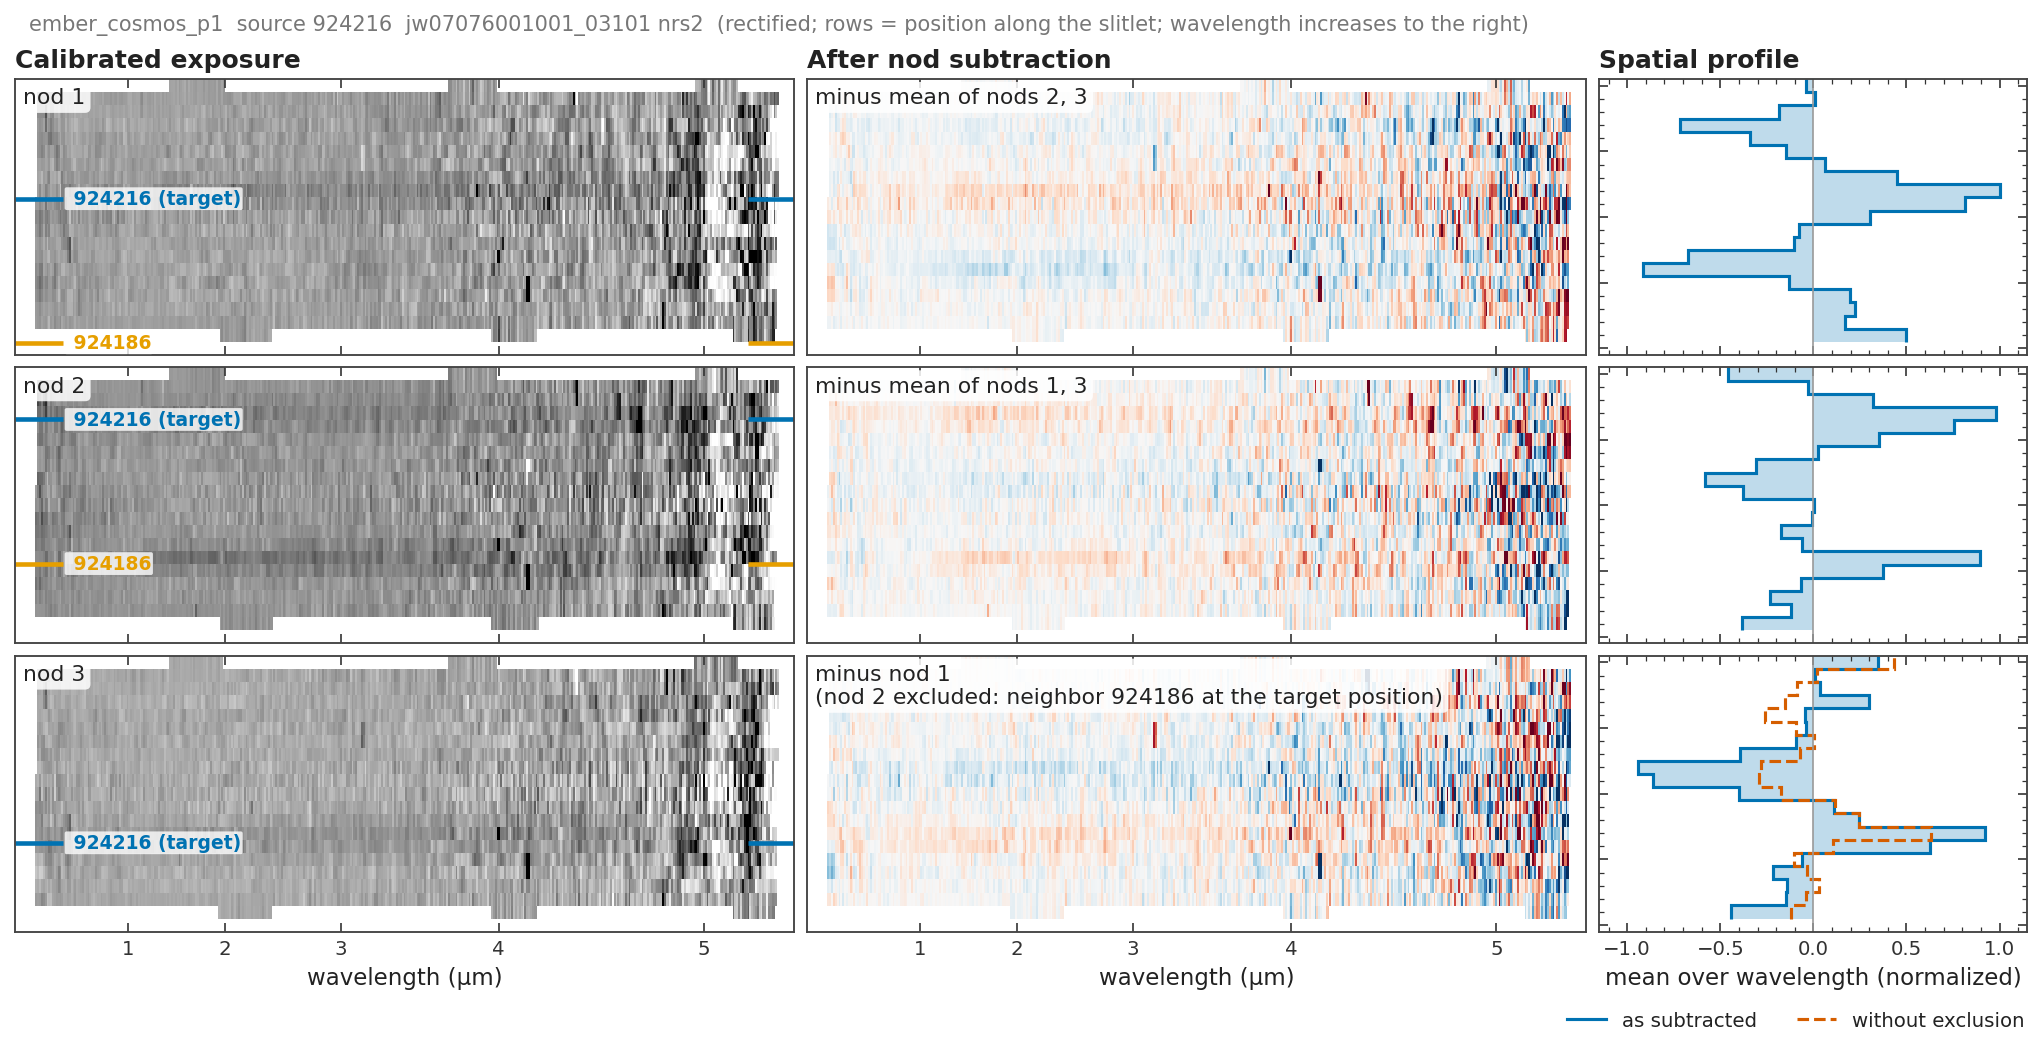 ember_cosmos_p1  source 924216  jw07076001001_03101 nrs2  (rectified; rows = position along the slitlet; wavelength increases to the right)
Calibrated exposure
After nod subtraction
Spatial profile
nod 1
924216 (target)
924186
minus mean of nods 2, 3
nod 2
924216 (target)
924186
minus mean of nods 1, 3
nod 3
924216 (target)
minus nod 1
(nod 2 excluded: neighbor 924186 at the target position)
1 2 3 4 5
wavelength (μm)
1 2 3 4 5
wavelength (μm)
−1.0 −0.5 0.0 0.5 1.0
mean over wavelength (normalized)
as subtracted
without exclusion